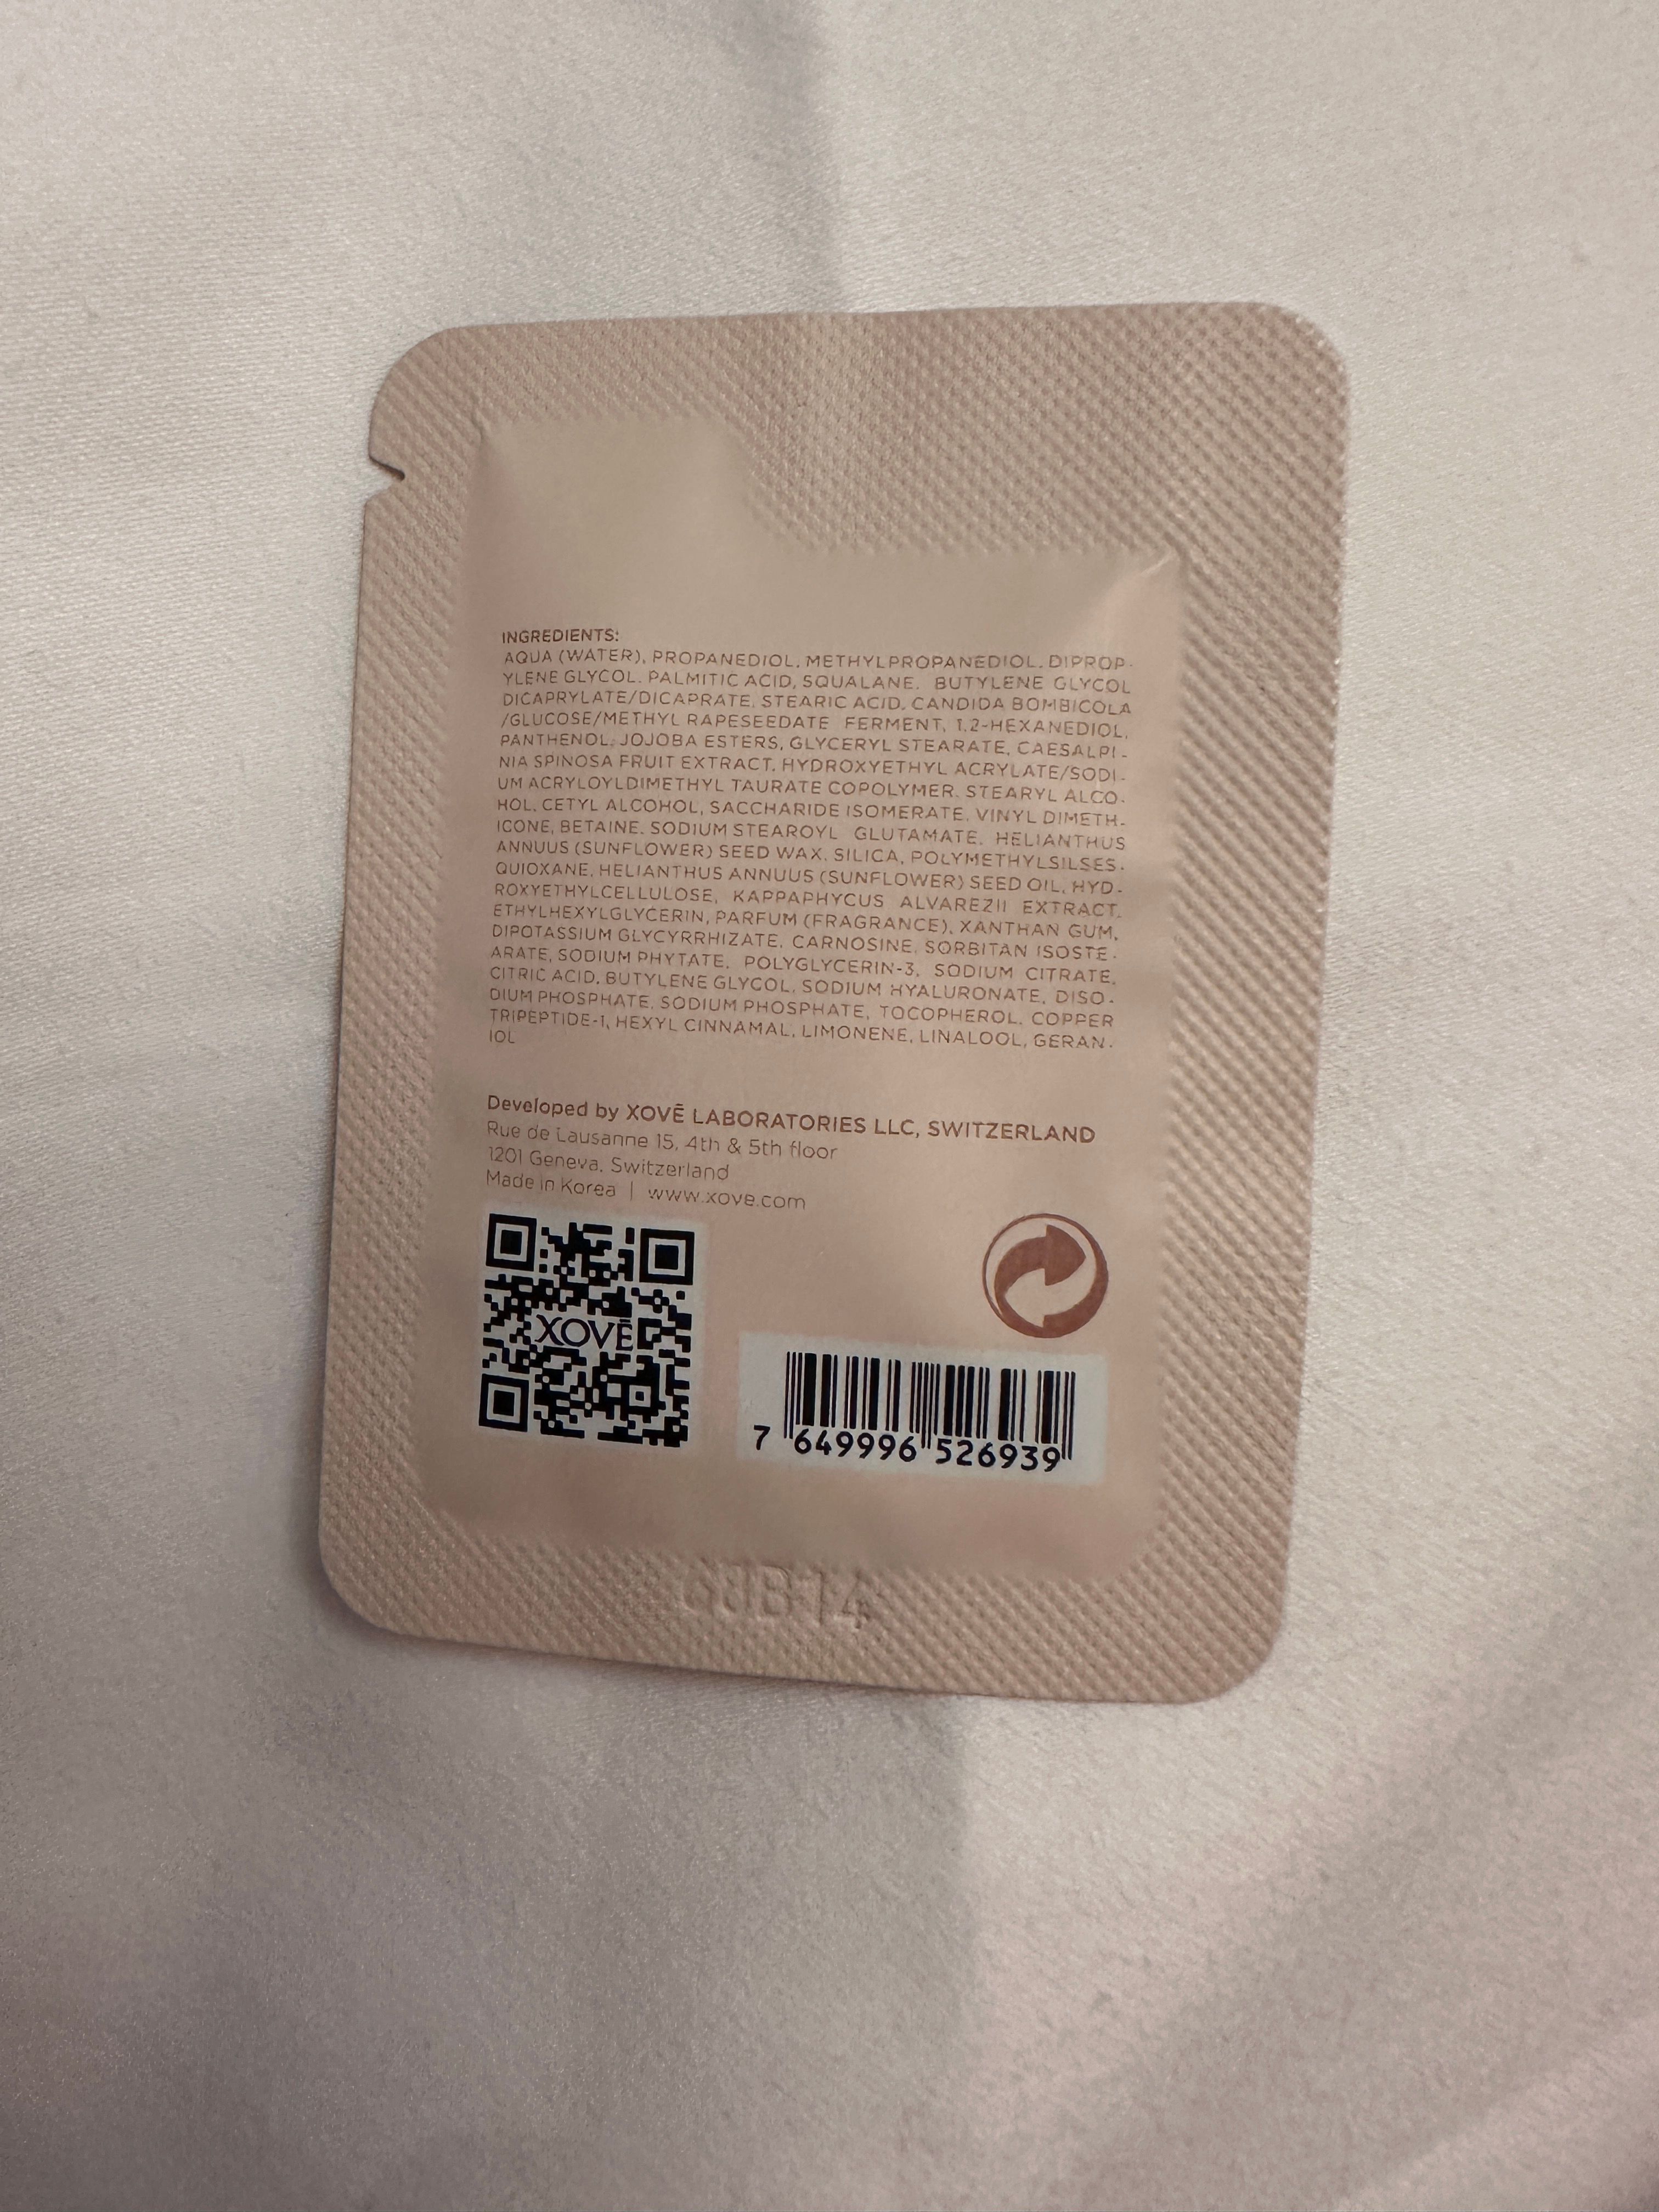 INGREDIENTS:
AQUA (WATER), PROPANEDIOL, METHYLPROPANEDIOL, DIPROP-
YLENE GLYCOL, PALMITIC ACID, SQUALANE, BUTYLENE GLYCOL
DICAPRYLATE/DICAPRATE, STEARIC ACID, CANDIDA BOMBICOLA
/GLUCOSE/METHYL RAPESEEDATE FERMENT, 1,2-HEXANEDIOL,
PANTHENOL, JOJOBA ESTERS, GLYCERYL STEARATE, CAESALPI-
NIA SPINOSA FRUIT EXTRACT, HYDROXYETHYL ACRYLATE/SODI-
UM ACRYLOYLDIMETHYL TAURATE COPOLYMER, STEARYL ALCO-
HOL, CETYL ALCOHOL, SACCHARIDE ISOMERATE, VINYL DIMETH-
ICONE, BETAINE, SODIUM STEAROYL GLUTAMATE, HELIANTHUS
ANNUUS (SUNFLOWER) SEED WAX, SILICA, POLYMETHYLSILSES-
QUIOXANE, HELIANTHUS ANNUUS (SUNFLOWER) SEED OIL, HYD-
ROXYETHYLCELLULOSE, KAPPAPHYCUS ALVAREZII EXTRACT,
ETHYLHEXYLGLYCERIN, PARFUM (FRAGRANCE), XANTHAN GUM,
DIPOTASSIUM GLYCYRRHIZATE, CARNOSINE, SORBITAN ISOSTE-
ARATE, SODIUM PHYTATE, POLYGLYCERIN-3, SODIUM CITRATE,
CITRIC ACID, BUTYLENE GLYCOL, SODIUM HYALURONATE, DISO-
DIUM PHOSPHATE, SODIUM PHOSPHATE, TOCOPHEROL, COPPER
TRIPEPTIDE-1, HEXYL CINNAMAL, LIMONENE, LINALOOL, GERAN-
IOL
Developed by XOVĒ LABORATORIES LLC, SWITZERLAND
Rue de Lausanne 15, 4th & 5th floor
1201 Geneva, Switzerland
Made in Korea | www.xove.com
XOVĒ
7 649996 526939